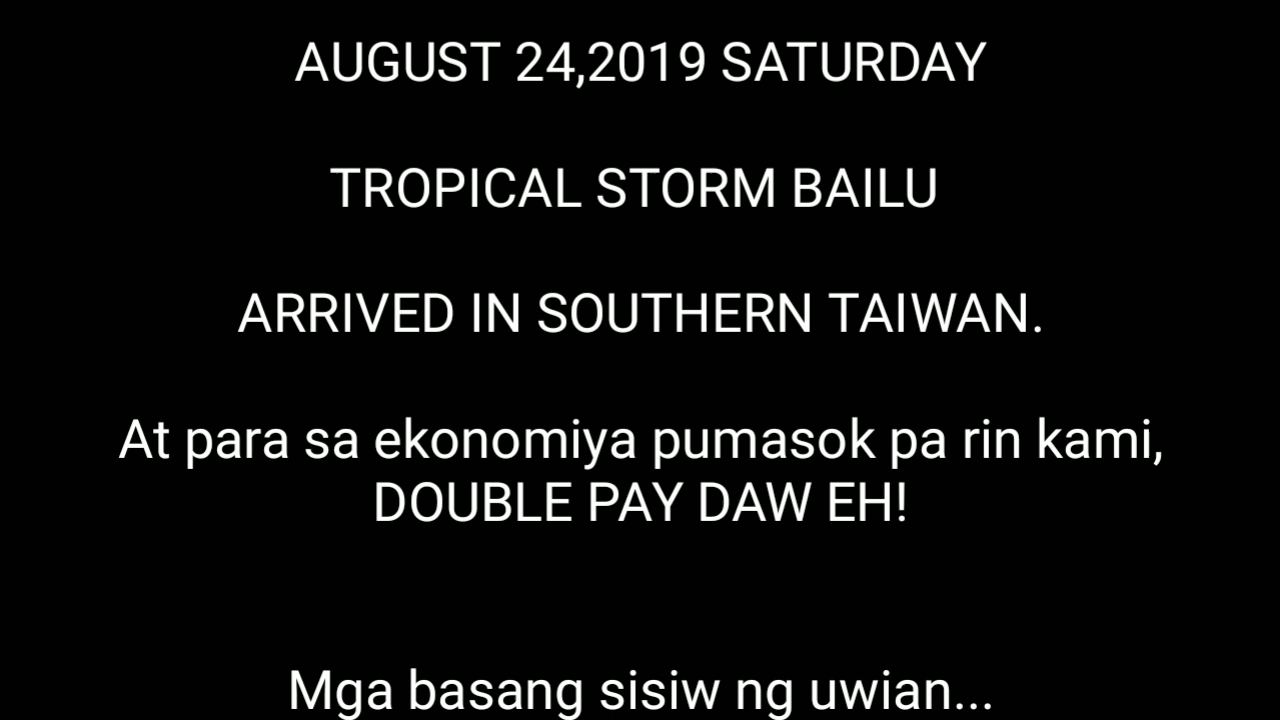 AUGUST 24,2019 SATURDAY
TROPICAL STORM BAILU
ARRIVED IN SOUTHERN TAIWAN.
At para sa ekonomiya pumasok pa rin kami,
DOUBLE PAY DAW EH!
Mga basang sisiw ng uwian...